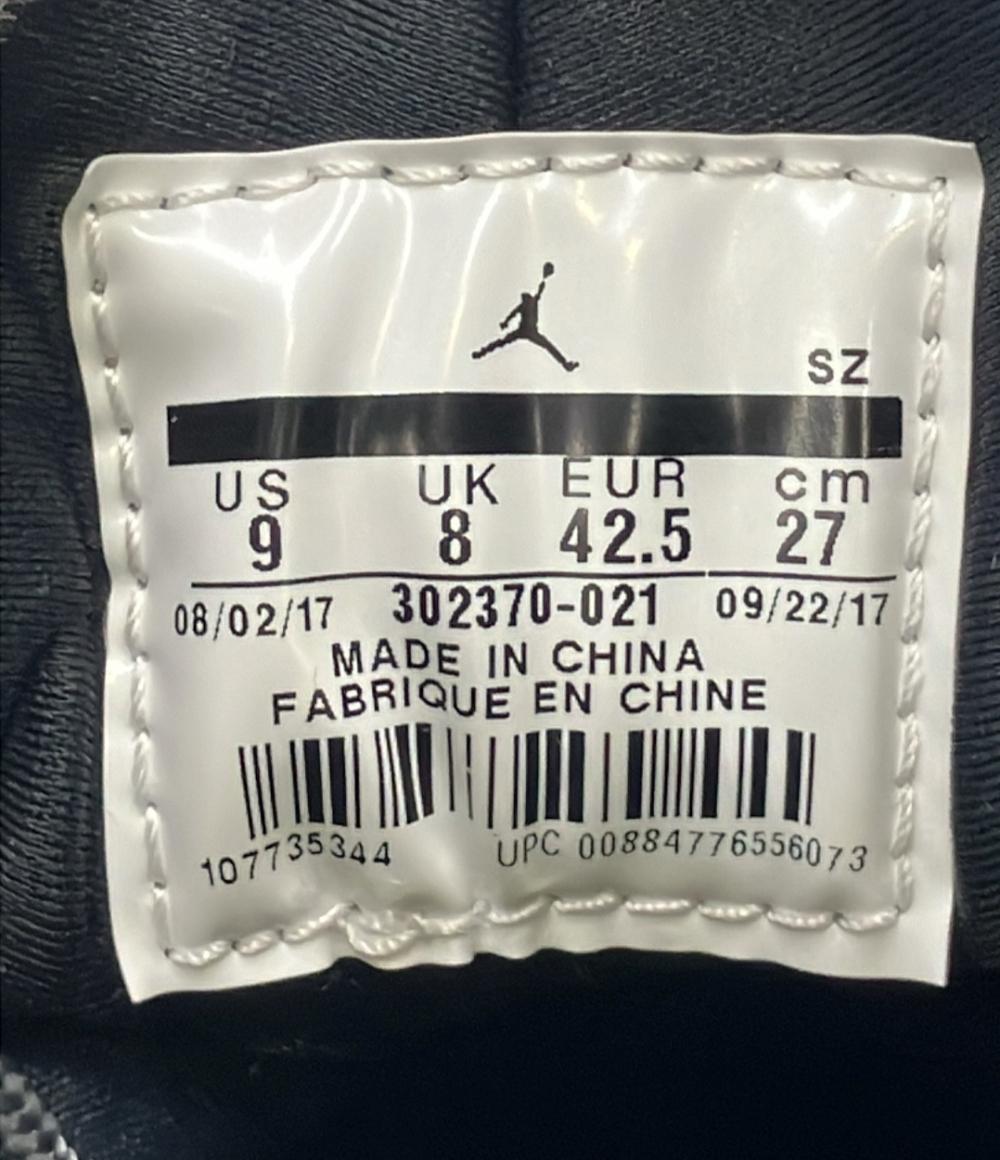 SZ
US UK EUR cm
9 8 42.5 27
08/02/17 302370-021 09/22/17
MADE IN CHINA
FABRIQUE EN CHINE
107735344 UPC 00884776556073